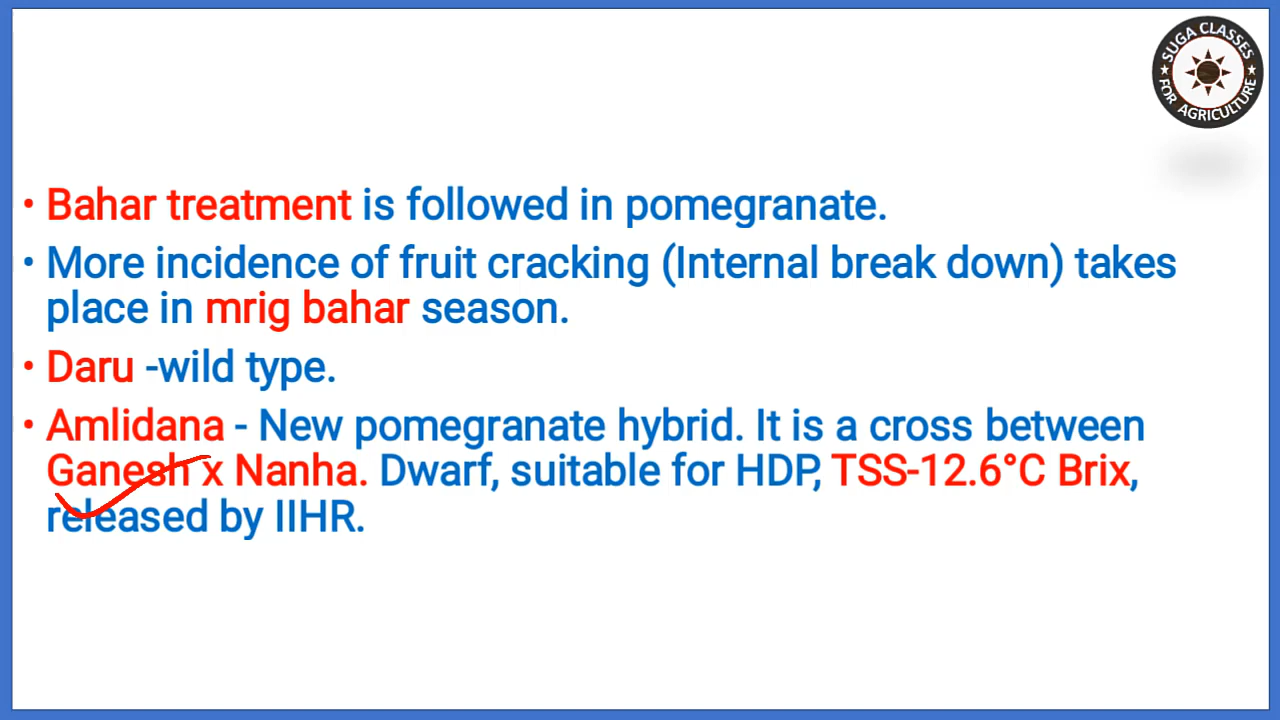 SUGA CLASSES
FOR AGRICULTURE
• Bahar treatment is followed in pomegranate.
• More incidence of fruit cracking (Internal break down) takes
place in mrig bahar season.
• Daru -wild type.
• Amlidana - New pomegranate hybrid. It is a cross between
Ganesh x Nanha. Dwarf, suitable for HDP, TSS-12.6°C Brix,
released by IIHR.